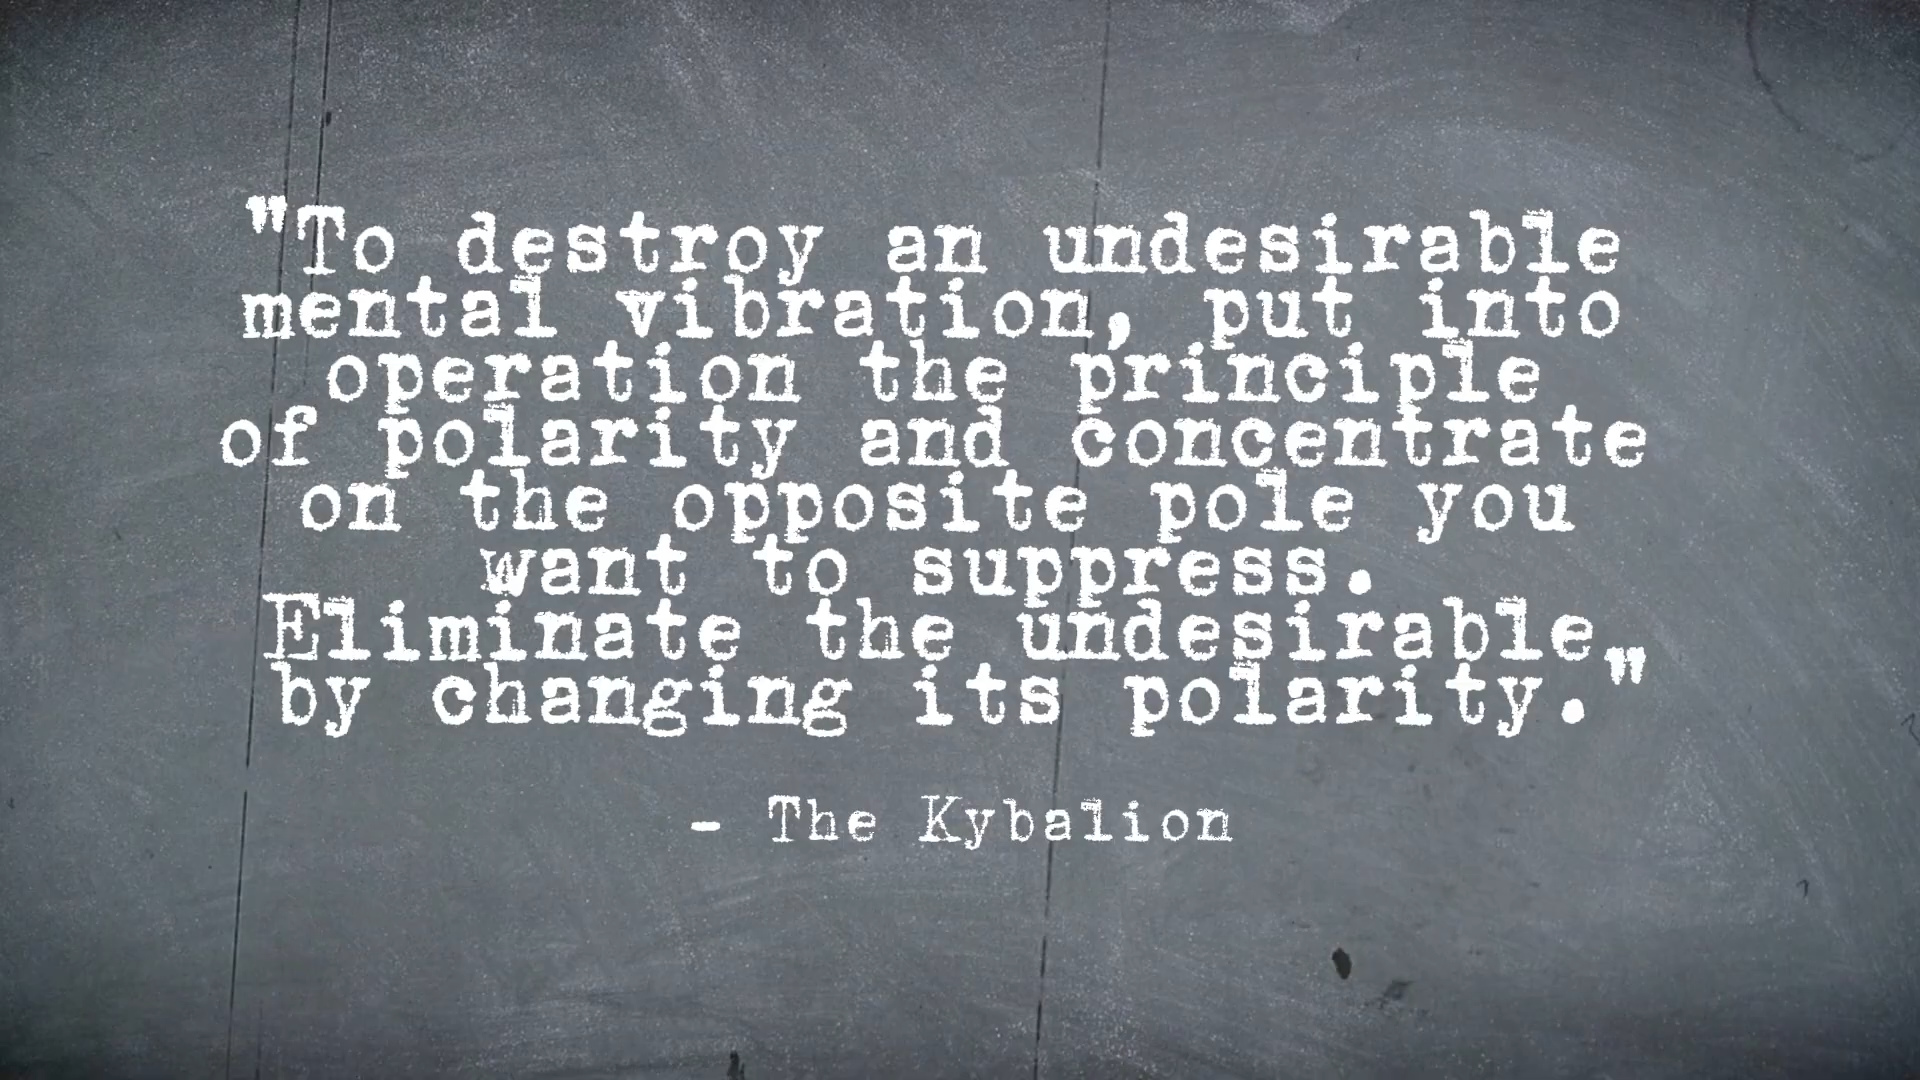 "To destroy an undesirable
mental vibration, put into
operation the principle
of polarity and concentrate
on the opposite pole you
want to suppress.
Eliminate the undesirable
by changing its polarity."
- The Kybalion